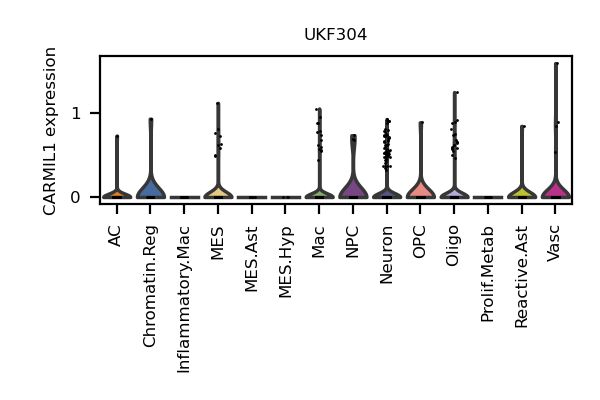 UKF304
CARMIL1 expression
1
0
AC
Chromatin.Reg
Inflammatory.Mac
MES
MES.Ast
MES.Hyp
Mac
NPC
Neuron
OPC
Oligo
Prolif.Metab
Reactive.Ast
Vasc